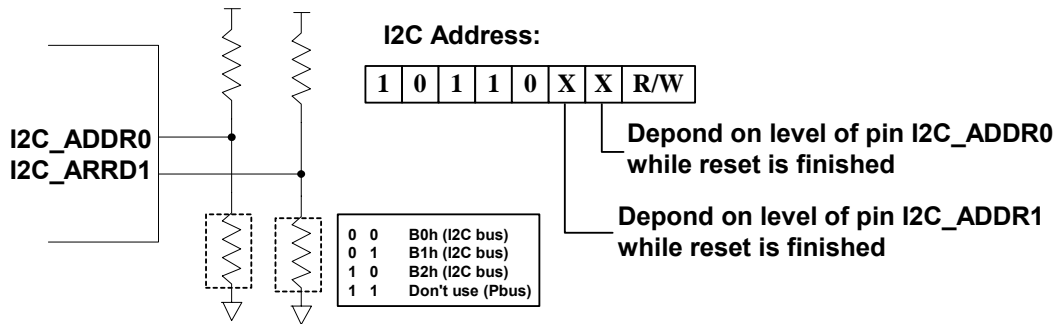 I2C Address:
1 0 1 1 0 X X R/W
I2C_ADDR0
I2C_ARRD1
Depond on level of pin I2C_ADDR0
while reset is finished
Depond on level of pin I2C_ADDR1
while reset is finished
0 0 B0h (I2C bus)
0 1 B1h (I2C bus)
1 0 B2h (I2C bus)
1 1 Don't use (Pbus)